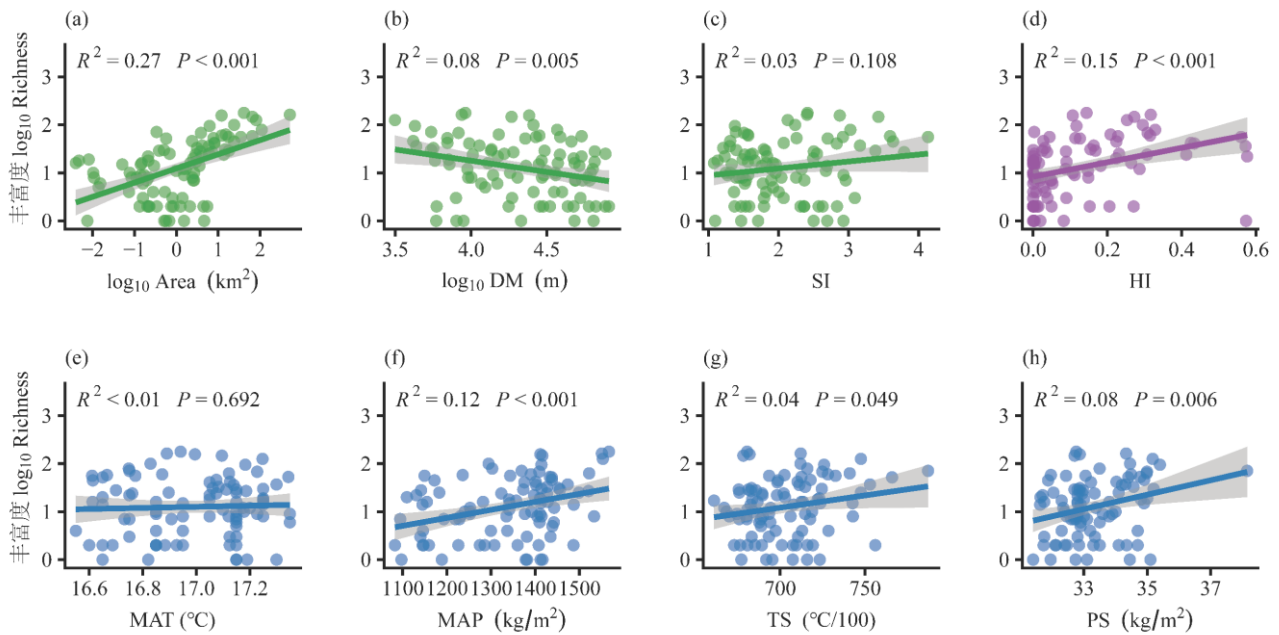 (a)
R² = 0.27 P < 0.001
丰富度 log₁₀ Richness
3
2
1
0
−2 −1 0 1 2
log₁₀ Area (km²)
(b)
R² = 0.08 P = 0.005
3
2
1
0
3.5 4.0 4.5
log₁₀ DM (m)
(c)
R² = 0.03 P = 0.108
3
2
1
0
1 2 3 4
SI
(d)
R² = 0.15 P < 0.001
3
2
1
0
0.0 0.2 0.4 0.6
HI
(e)
R² < 0.01 P = 0.692
丰富度 log₁₀ Richness
3
2
1
0
16.6 16.8 17.0 17.2
MAT (℃)
(f)
R² = 0.12 P < 0.001
3
2
1
0
1100 1200 1300 1400 1500
MAP (kg/m²)
(g)
R² = 0.04 P = 0.049
3
2
1
0
700 750
TS (℃/100)
(h)
R² = 0.08 P = 0.006
3
2
1
0
33 35 37
PS (kg/m²)